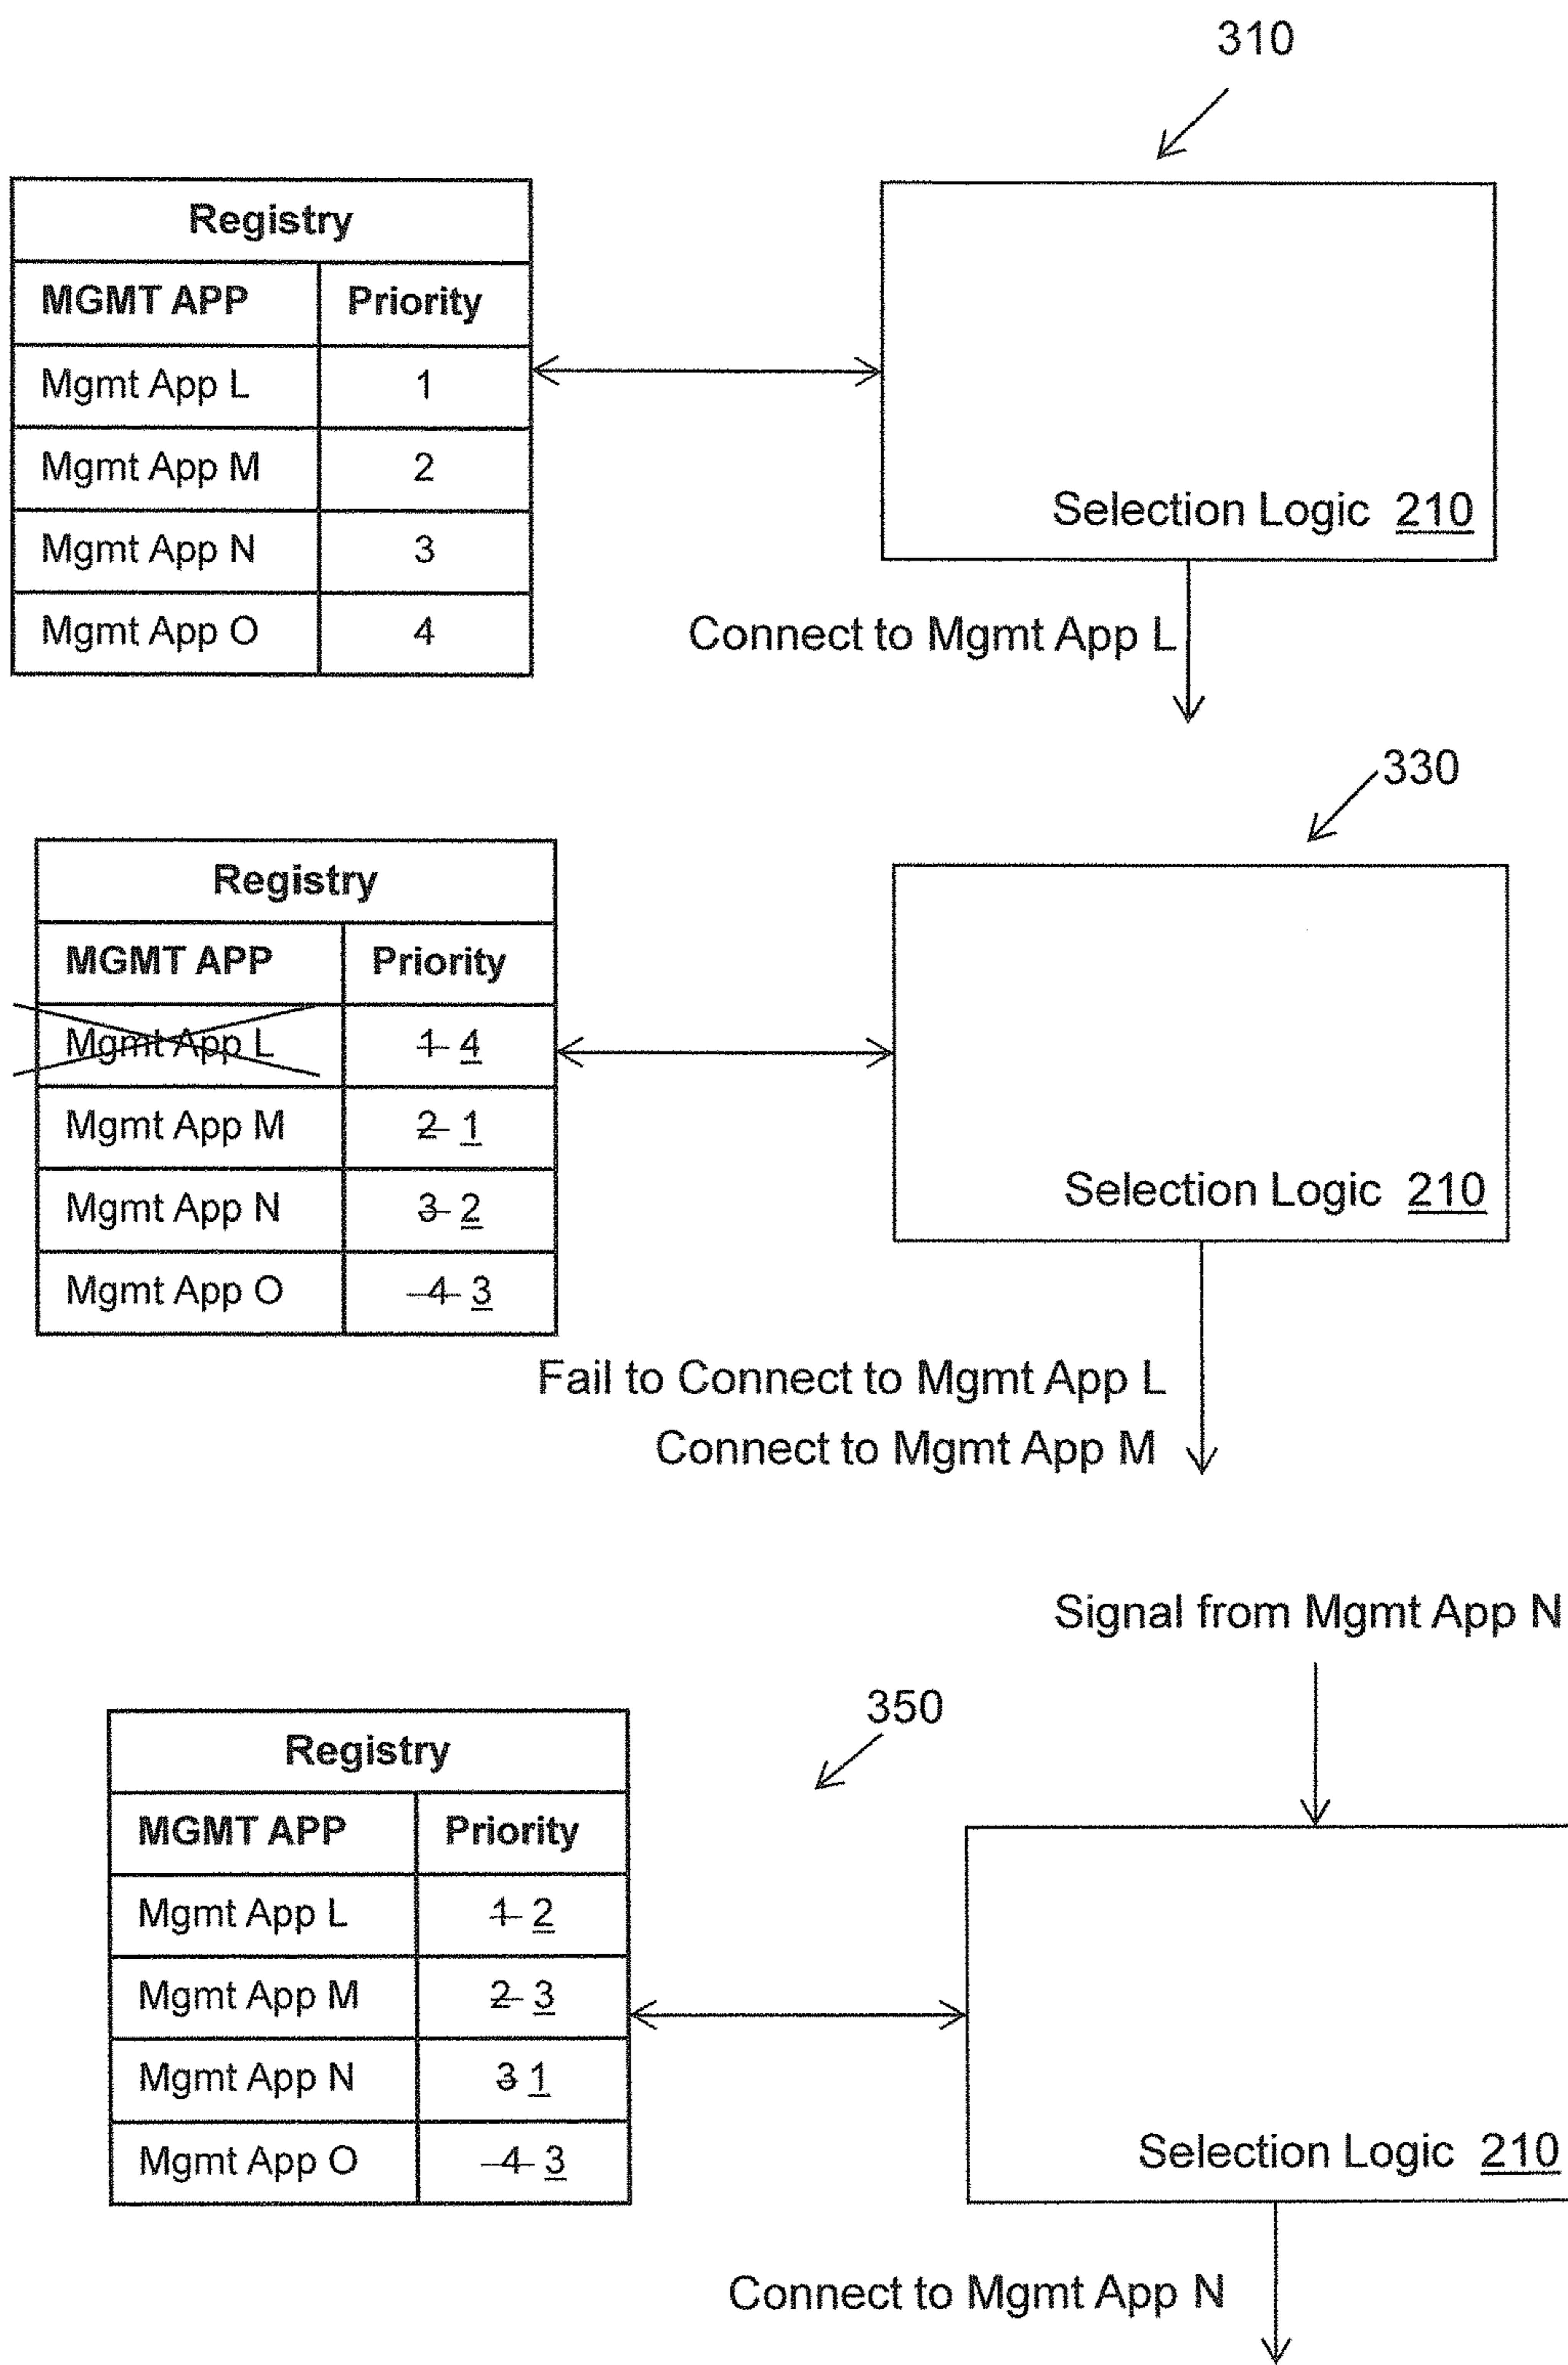 310
Registry
MGMT APP Priority
Mgmt App L 1
Mgmt App M 2
Mgmt App N 3
Mgmt App O 4
Selection Logic 210
Connect to Mgmt App L
330
Registry
MGMT APP Priority
Mgmt App L 1 4
Mgmt App M 2 1
Mgmt App N 3 2
Mgmt App O 4 3
Selection Logic 210
Fail to Connect to Mgmt App L
Connect to Mgmt App M
Signal from Mgmt App N
350
Registry
MGMT APP Priority
Mgmt App L 1 2
Mgmt App M 2 3
Mgmt App N 3 1
Mgmt App O 4 3
Selection Logic 210
Connect to Mgmt App N